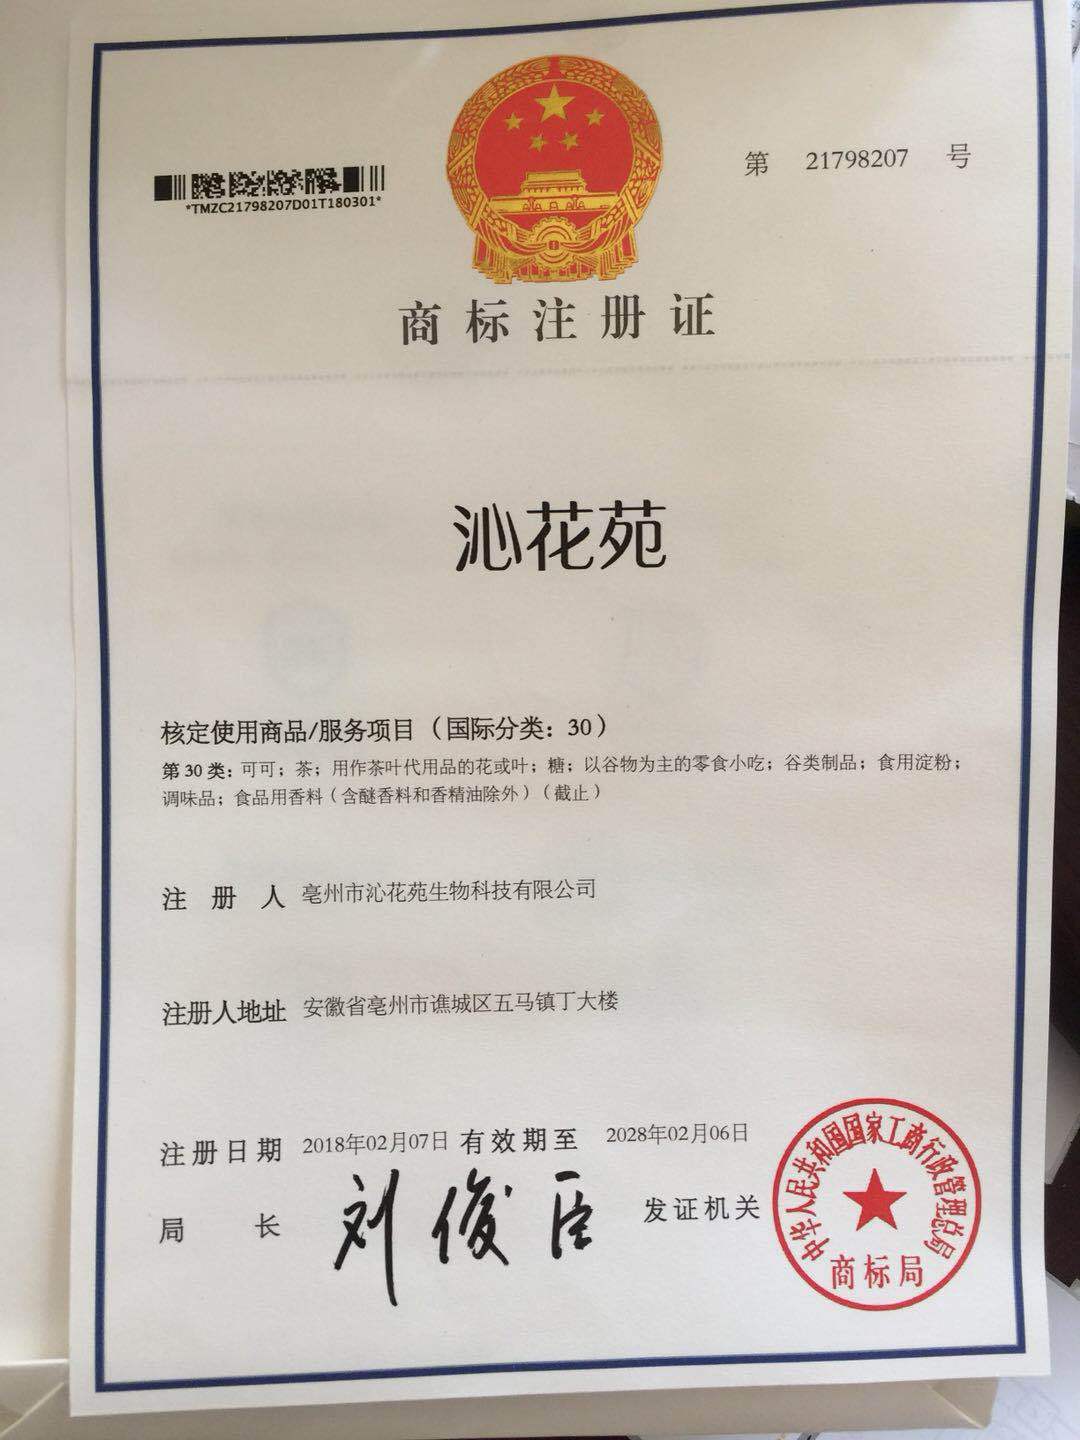 第 21798207 号
*TMZC21798207D01T180301*
商标注册证
沁花苑
核定使用商品/服务项目（国际分类：30）
第30类：可可；茶；用作茶叶代用品的花或叶；糖；以谷物为主的零食小吃；谷类制品；食用淀粉；
调味品；食品用香料（含醚香料和香精油除外）（截止）
注册人 亳州市沁花苑生物科技有限公司
注册人地址 安徽省亳州市谯城区五马镇丁大楼
注册日期 2018年02月07日 有效期至 2028年02月06日
局长 刘俊臣 发证机关
中华人民共和国国家工商行政管理总局
商标局